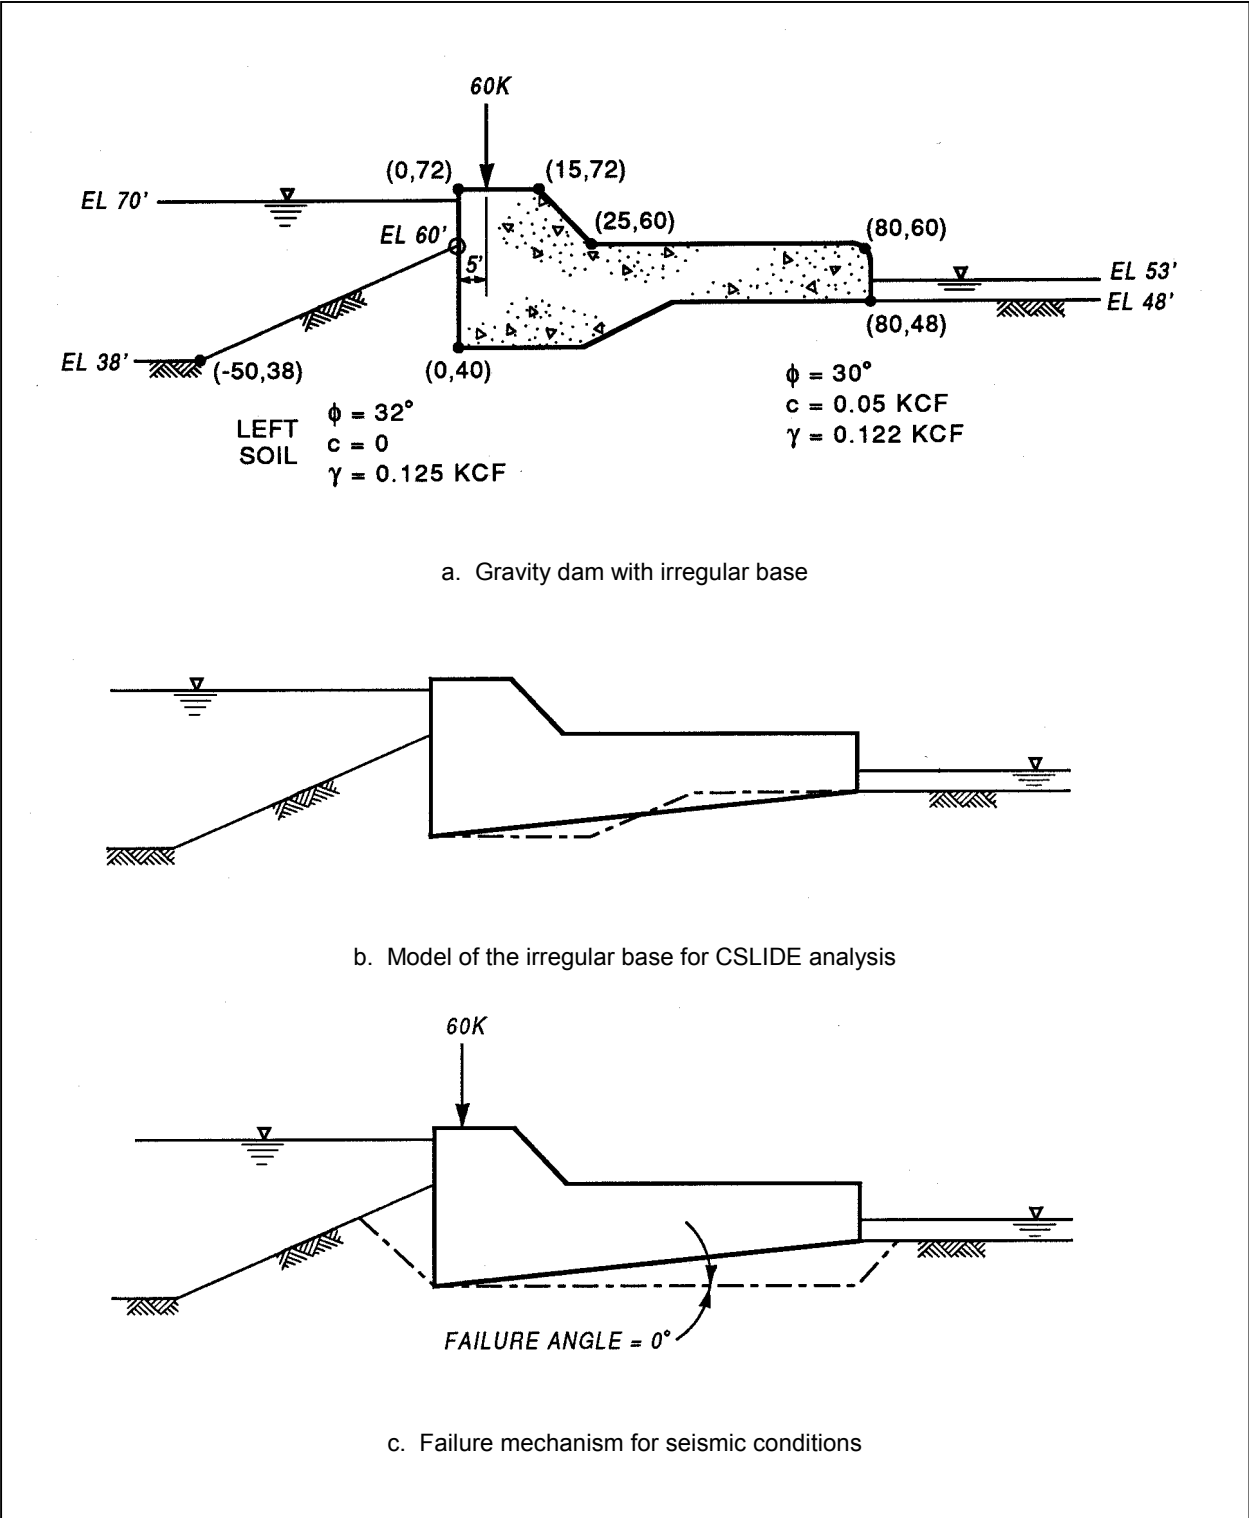 60K
(0,72)
(15,72)
EL 70'
EL 60'
(25,60)
(80,60)
5'
EL 53'
EL 48'
(80,48)
EL 38'
(-50,38)
(0,40)
LEFT
SOIL
ϕ = 32°
c = 0
γ = 0.125 KCF
ϕ = 30°
c = 0.05 KCF
γ = 0.122 KCF
a. Gravity dam with irregular base
b. Model of the irregular base for CSLIDE analysis
60K
FAILURE ANGLE = 0°
c. Failure mechanism for seismic conditions